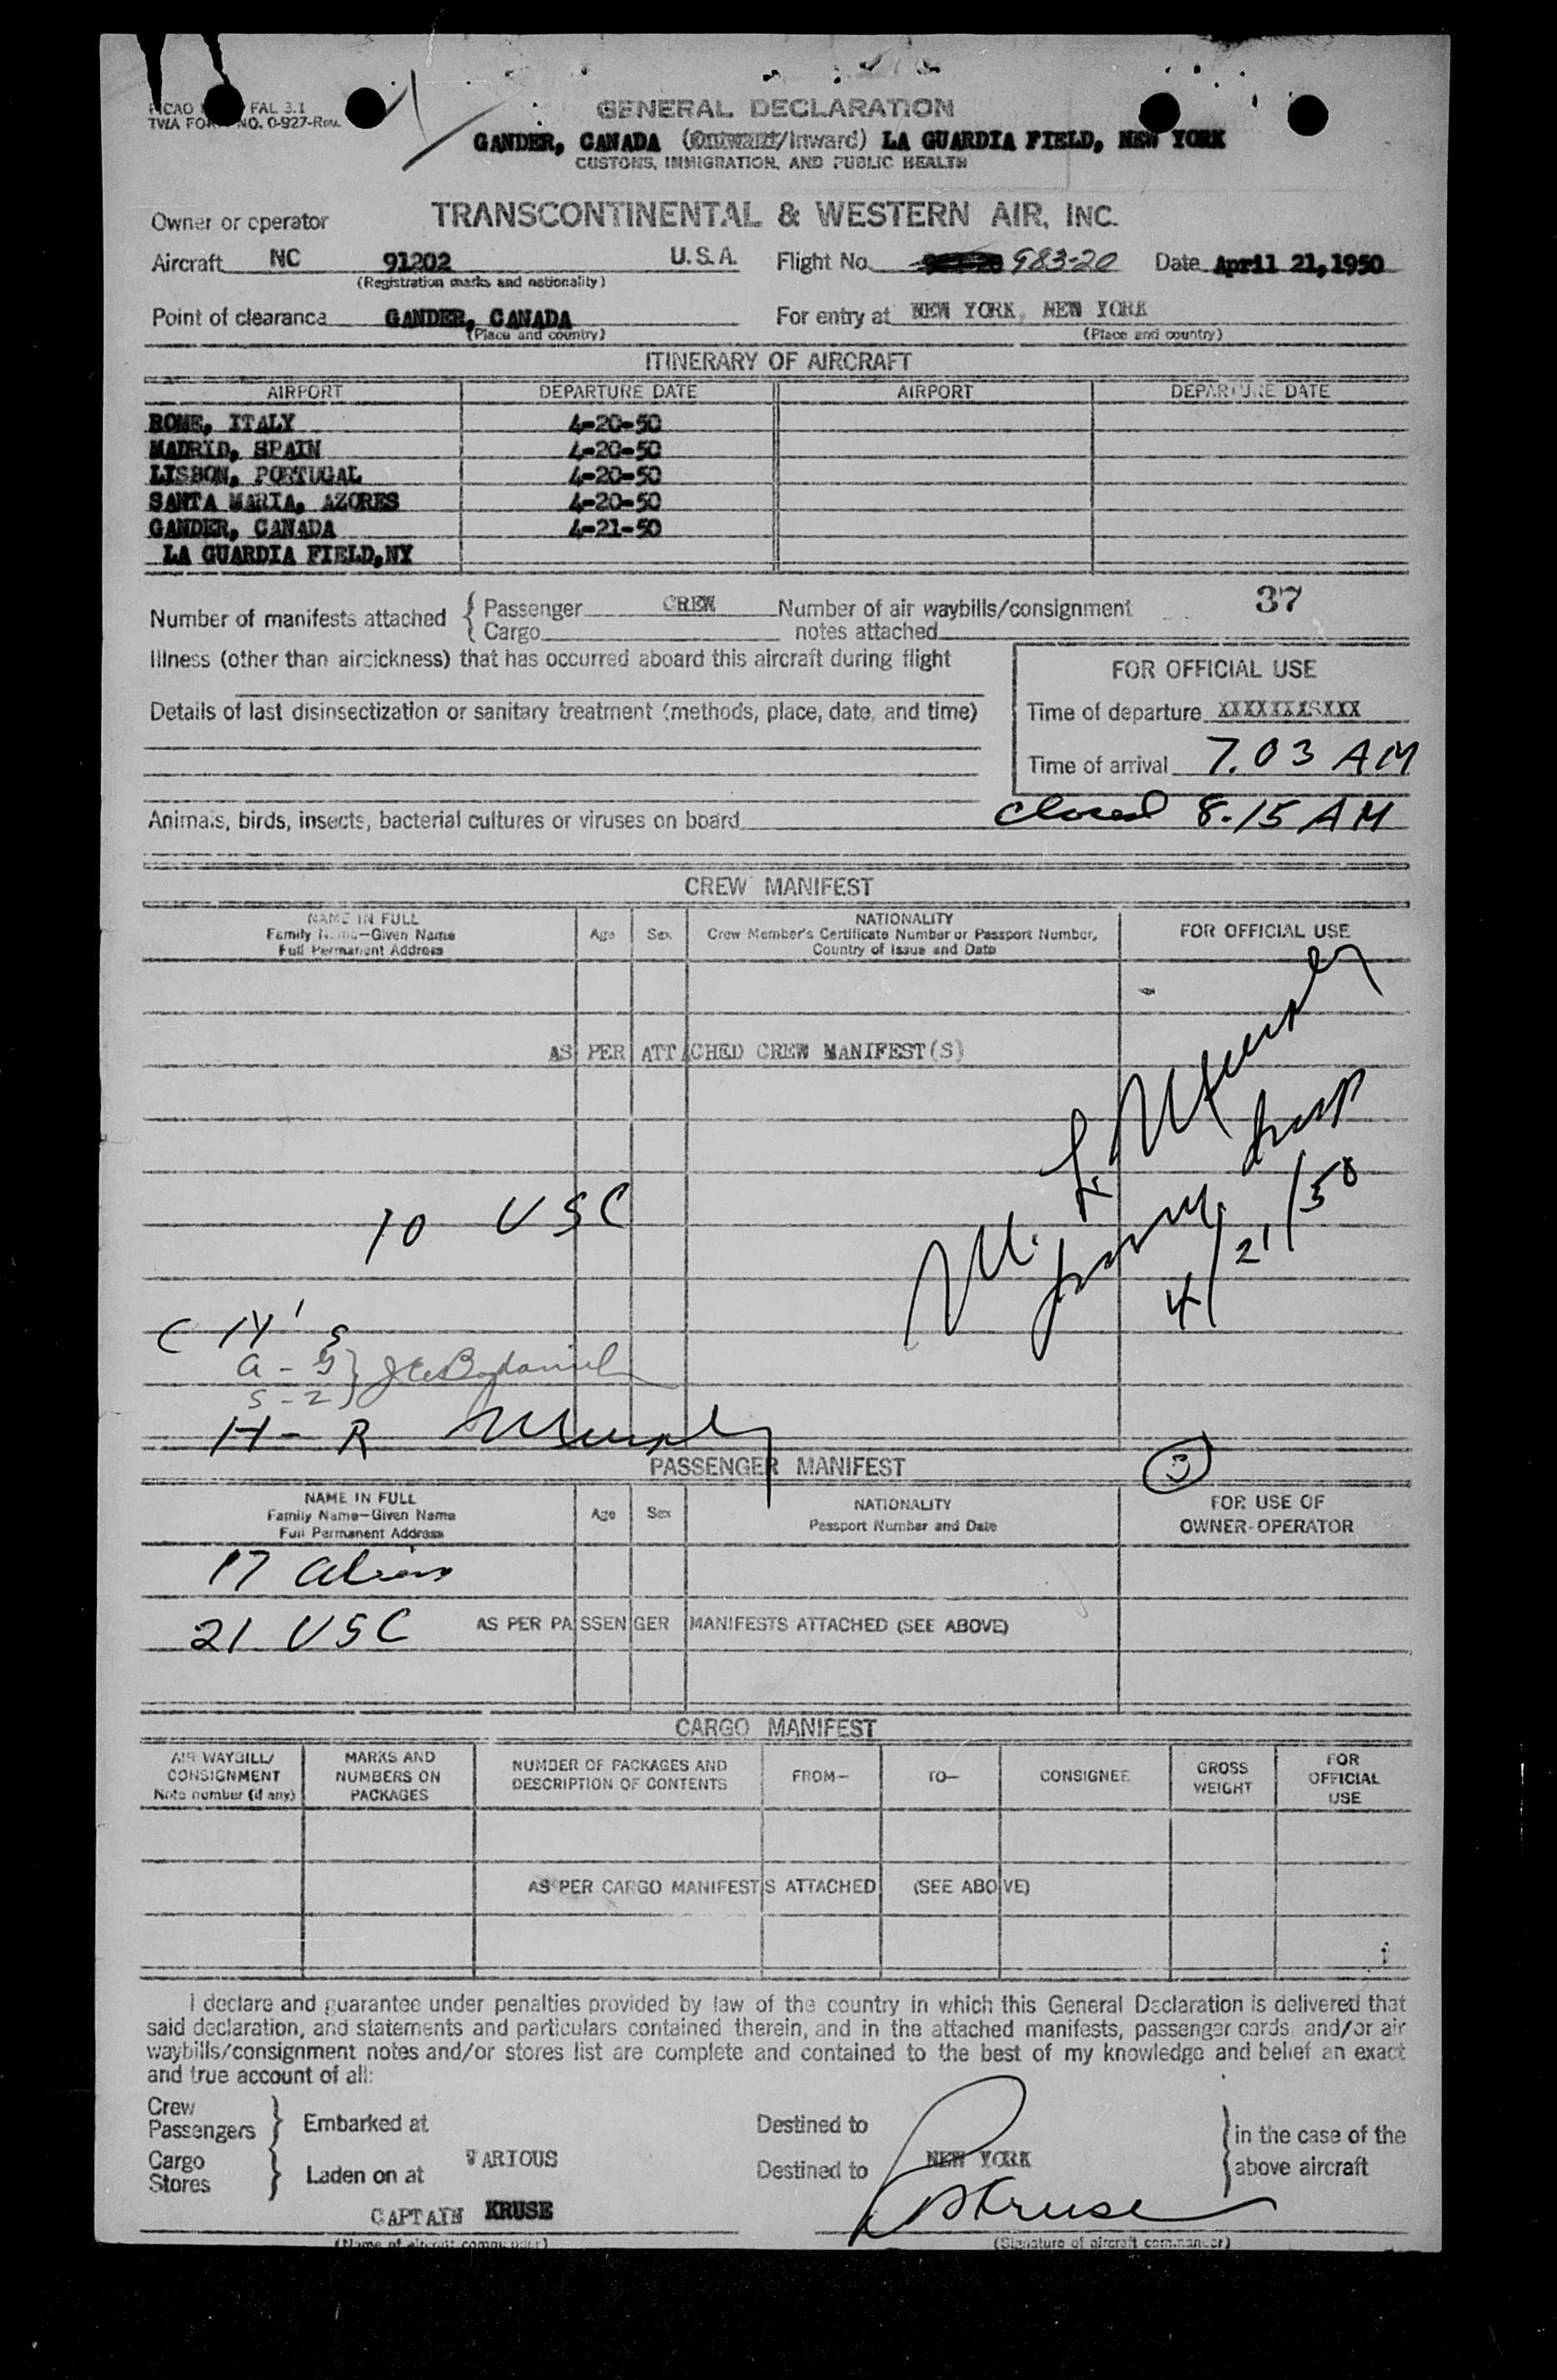 FAL 3.1
TWA FORM NO. 0-927-Rev.
GENERAL DECLARATION
GANDER, CANADA (Outward/Inward) LA GUARDIA FIELD, NEW YORK
CUSTOMS, IMMIGRATION, AND PUBLIC HEALTH
Owner or operator TRANSCONTINENTAL & WESTERN AIR, INC.
Aircraft NC 91202 U.S.A. Flight No. 983-20 Date April 21,1950
(Registration marks and nationality)
Point of clearance GANDER, CANADA For entry at NEW YORK, NEW YORK
(Place and country) (Place and country)
ITINERARY OF AIRCRAFT
AIRPORT DEPARTURE DATE AIRPORT DEPARTURE DATE
ROME, ITALY 4-20-50
MADRID, SPAIN 4-20-50
LISBON, PORTUGAL 4-20-50
SANTA MARIA, AZORES 4-20-50
GANDER, CANADA 4-21-50
LA GUARDIA FIELD,NY
Number of manifests attached { Passenger CREW Number of air waybills/consignment 37
Cargo notes attached
Illness (other than airsickness) that has occurred aboard this aircraft during flight
FOR OFFICIAL USE
Details of last disinsectization or sanitary treatment (methods, place, date, and time)
Time of departure XXXXXXXSXXX
Time of arrival 7.03 AM
Animals, birds, insects, bacterial cultures or viruses on board closed 8.15 AM
CREW MANIFEST
NAME IN FULL
Family Name—Given Name
Full Permanent Address
Age Sex
NATIONALITY
Crew Member's Certificate Number or Passport Number,
Country of Issue and Date
FOR OFFICIAL USE
AS PER ATTACHED CREW MANIFEST(S)
M. L. Murphy
4/21/50
10 USC
H - R Murphy
PASSENGER MANIFEST
NAME IN FULL
Family Name—Given Name
Full Permanent Address
Age Sex
NATIONALITY
Passport Number and Date
FOR USE OF
OWNER-OPERATOR
17 aliens
21 USC AS PER PASSENGER MANIFESTS ATTACHED (SEE ABOVE)
CARGO MANIFEST
AIR WAYBILL/
CONSIGNMENT
Note number (if any)
MARKS AND
NUMBERS ON
PACKAGES
NUMBER OF PACKAGES AND
DESCRIPTION OF CONTENTS
FROM— TO— CONSIGNEE
GROSS
WEIGHT
FOR
OFFICIAL
USE
AS PER CARGO MANIFESTS ATTACHED (SEE ABOVE)
I declare and guarantee under penalties provided by law of the country in which this General Declaration is delivered that
said declaration, and statements and particulars contained therein, and in the attached manifests, passenger cards, and/or air
waybills/consignment notes and/or stores list are complete and contained to the best of my knowledge and belief an exact
and true account of all:
Crew
Passengers } Embarked at Destined to } in the case of the
Cargo
Stores } Laden on at VARIOUS Destined to NEW YORK above aircraft
CAPTAIN KRUSE Kruse
(Name of aircraft commander) (Signature of aircraft commander)